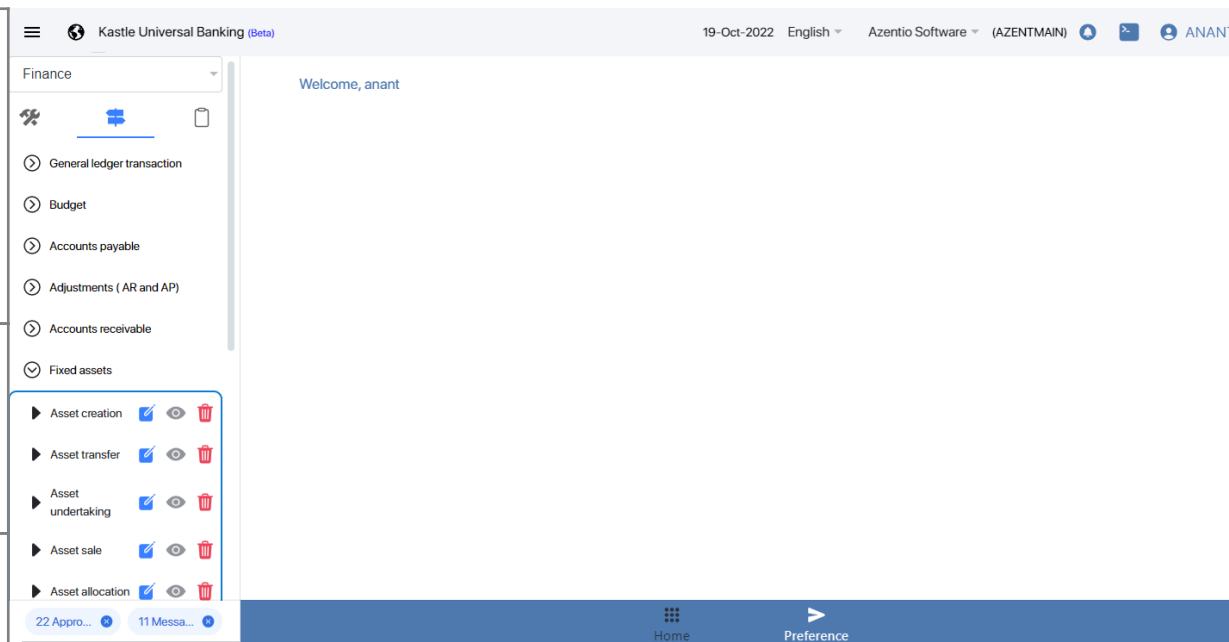 Kastle Universal Banking (Beta)
19-Oct-2022 English Azentio Software (AZENTMAIN) ANANT
Finance
Welcome, anant
General ledger transaction
Budget
Accounts payable
Adjustments ( AR and AP)
Accounts receivable
Fixed assets
Asset creation
Asset transfer
Asset
undertaking
Asset sale
Asset allocation
22 Appro... 11 Messa...
Home Preference